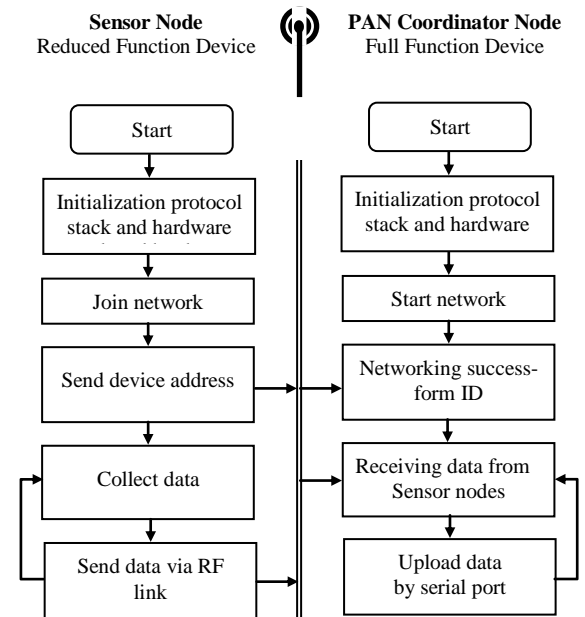 Sensor Node
Reduced Function Device
PAN Coordinator Node
Full Function Device
Start
Initialization protocol
stack and hardware
Join network
Send device address
Collect data
Send data via RF
link
Start
Initialization protocol
stack and hardware
Start network
Networking success-
form ID
Receiving data from
Sensor nodes
Upload data
by serial port